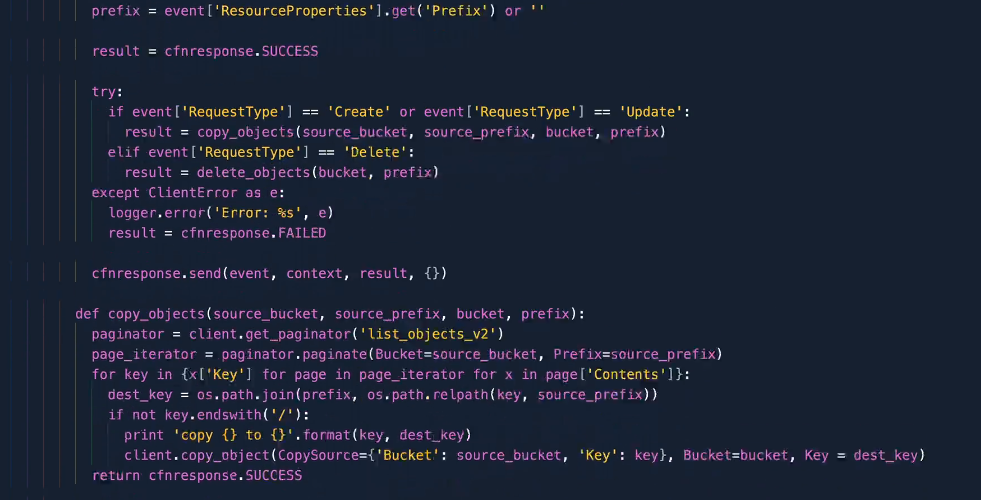 prefix = event['ResourceProperties'].get('Prefix') or ''
result = cfnresponse.SUCCESS
try:
if event['RequestType'] == 'Create' or event['RequestType'] == 'Update':
result = copy_objects(source_bucket, source_prefix, bucket, prefix)
elif event['RequestType'] == 'Delete':
result = delete_objects(bucket, prefix)
except ClientError as e:
logger.error('Error: %s', e)
result = cfnresponse.FAILED
cfnresponse.send(event, context, result, {})
def copy_objects(source_bucket, source_prefix, bucket, prefix):
paginator = client.get_paginator('list_objects_v2')
page_iterator = paginator.paginate(Bucket=source_bucket, Prefix=source_prefix)
for key in {x['Key'] for page in page_iterator for x in page['Contents']}:
dest_key = os.path.join(prefix, os.path.relpath(key, source_prefix))
if not key.endswith('/'):
print 'copy {} to {}'.format(key, dest_key)
client.copy_object(CopySource={'Bucket': source_bucket, 'Key': key}, Bucket=bucket, Key = dest_key)
return cfnresponse.SUCCESS